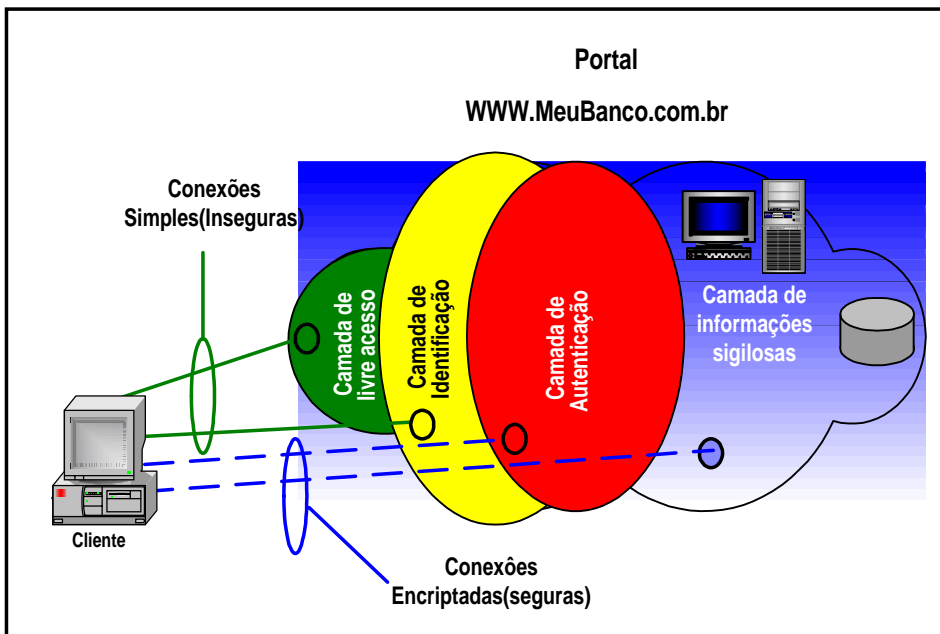 Portal
WWW.MeuBanco.com.br
Conexões
Simples(Inseguras)
Camada de
livre acesso
Camada de
Identificação
Camada de
Autenticação
Camada de
informações
sigilosas
Cliente
Conexôes
Encriptadas(seguras)